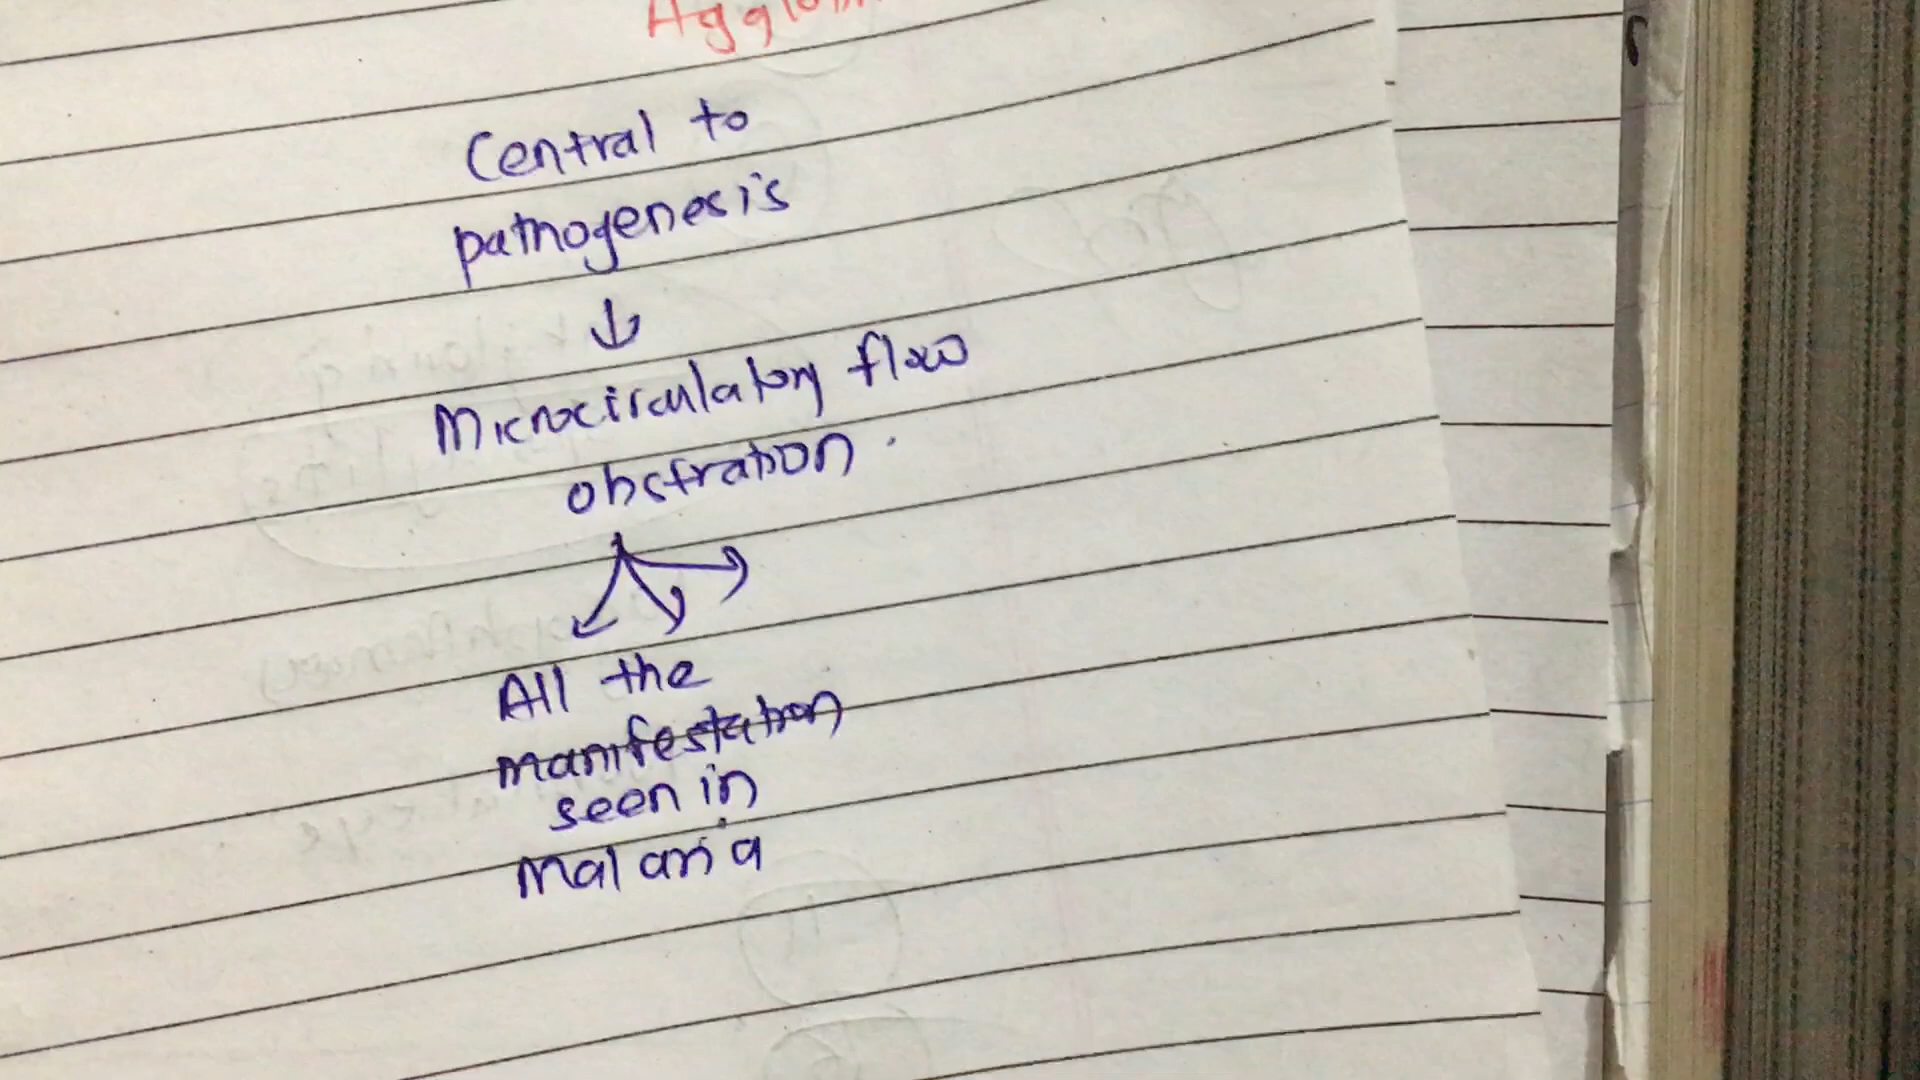 Central to
pathogenesis
↓
Microcirculatory flow
obstration.
All the
manifestation
seen in
Malaria